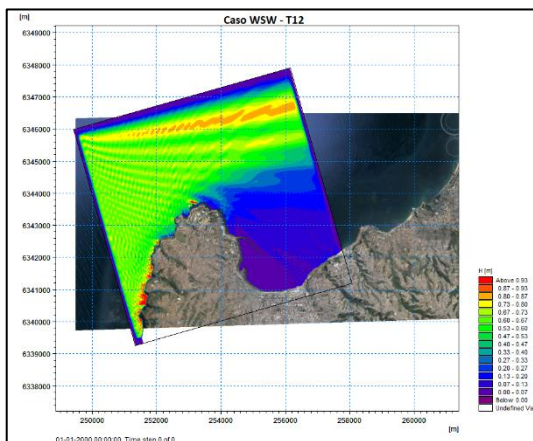 Caso WSW - T12
[m]
6349000
6348000
6347000
6346000
6345000
6344000
6343000
6342000
6341000
6340000
6339000
6338000
250000
252000
254000
256000
258000
260000
[m]
H [m]
Above 0.93
0.87 - 0.93
0.80 - 0.87
0.73 - 0.80
0.67 - 0.73
0.60 - 0.67
0.53 - 0.60
0.47 - 0.53
0.40 - 0.47
0.33 - 0.40
0.27 - 0.33
0.20 - 0.27
0.13 - 0.20
0.07 - 0.13
0.00 - 0.07
Below 0.00
Undefined Va
01-01-2000 00:00:00 Time step 0 of 0